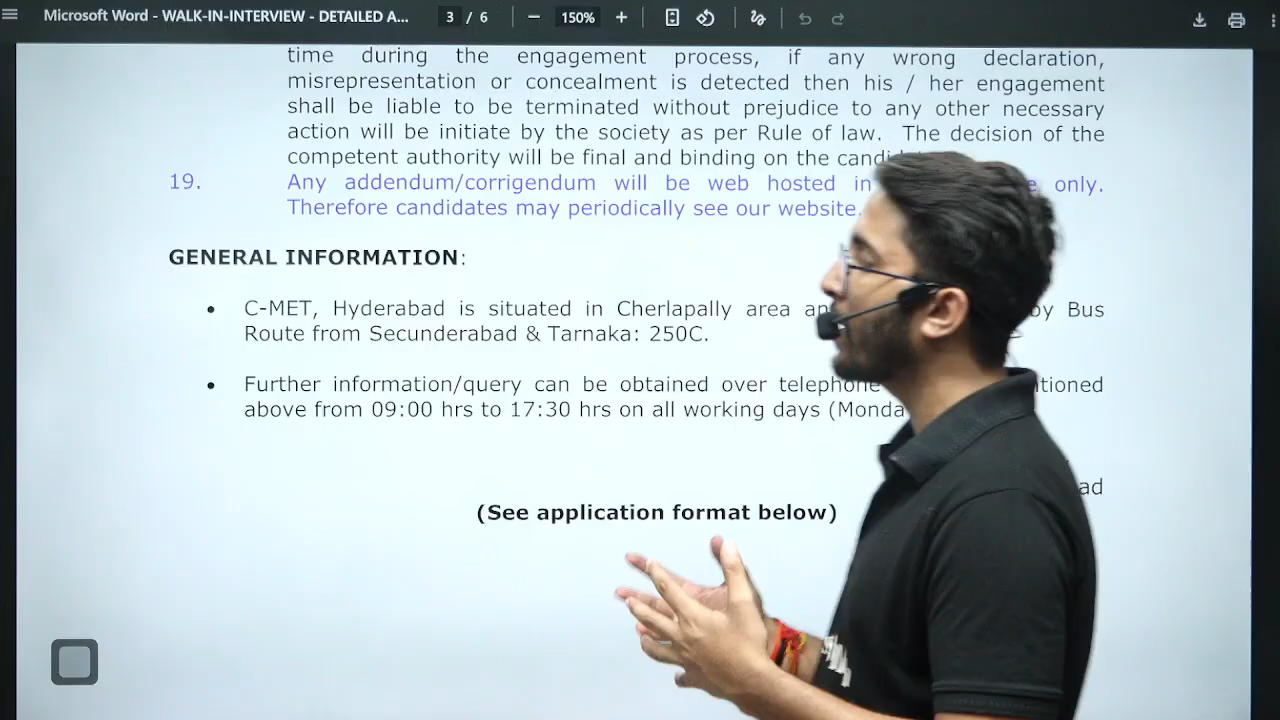 Microsoft Word - WALK-IN-INTERVIEW - DETAILED A...
3 / 6
150%
time during the engagement process, if any wrong declaration,
misrepresentation or concealment is detected then his / her engagement
shall be liable to be terminated without prejudice to any other necessary
action will be initiate by the society as per Rule of law. The decision of the
competent authority will be final and binding on the
19. Any addendum/corrigendum will be web hosted in only.
Therefore candidates may periodically see our website.
GENERAL INFORMATION:
• C-MET, Hyderabad is situated in Cherlapally area by Bus
Route from Secunderabad & Tarnaka: 250C.
• Further information/query can be obtained over telephone
above from 09:00 hrs to 17:30 hrs on all working days
(See application format below)